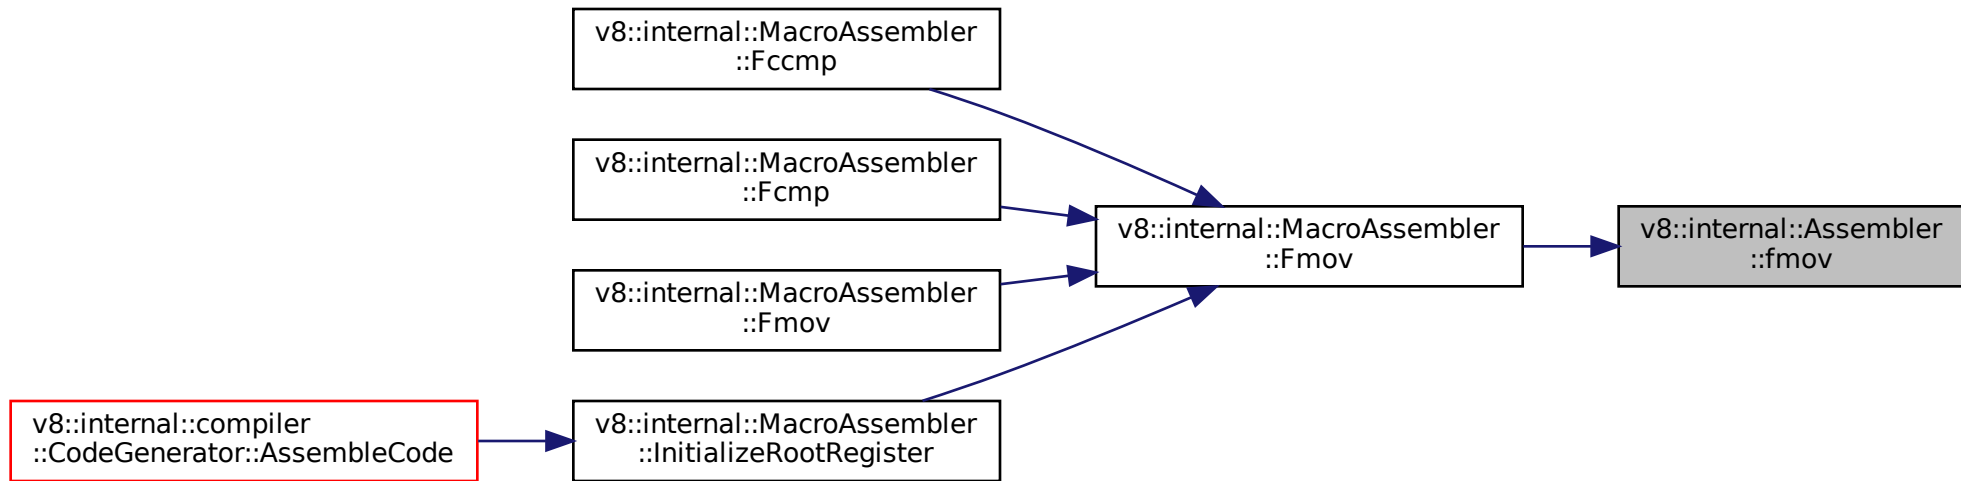 v8::internal::MacroAssembler
::Fccmp
v8::internal::MacroAssembler
::Fcmp
v8::internal::MacroAssembler
::Fmov
v8::internal::Assembler
::fmov
v8::internal::MacroAssembler
::Fmov
v8::internal::compiler
::CodeGenerator::AssembleCode
v8::internal::MacroAssembler
::InitializeRootRegister